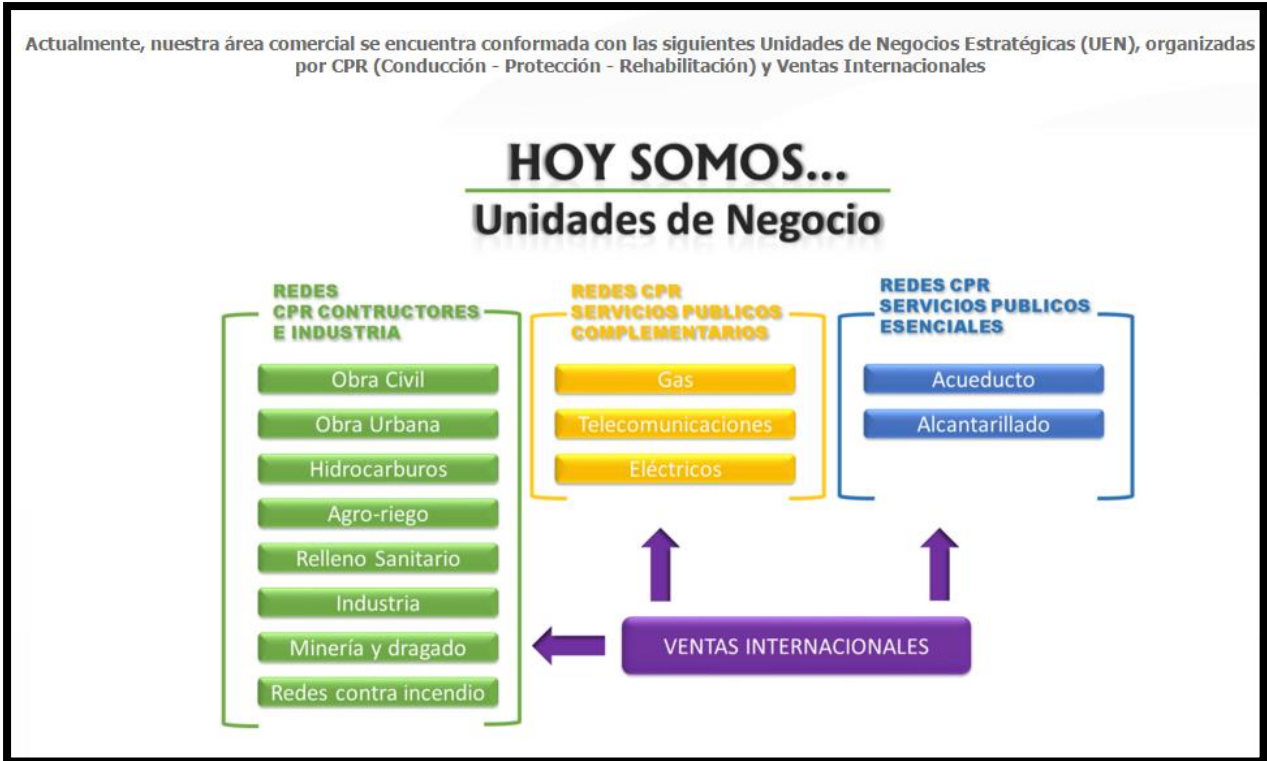 Actualmente, nuestra área comercial se encuentra conformada con las siguientes Unidades de Negocios Estratégicas (UEN), organizadas
por CPR (Conducción - Protección - Rehabilitación) y Ventas Internacionales
HOY SOMOS...
Unidades de Negocio
REDES
CPR CONTRUCTORES
E INDUSTRIA
Obra Civil
Obra Urbana
Hidrocarburos
Agro-riego
Relleno Sanitario
Industria
Minería y dragado
Redes contra incendio
REDES CPR
SERVICIOS PUBLICOS
COMPLEMENTARIOS
Gas
Telecomunicaciones
Eléctricos
REDES CPR
SERVICIOS PUBLICOS
ESENCIALES
Acueducto
Alcantarillado
VENTAS INTERNACIONALES